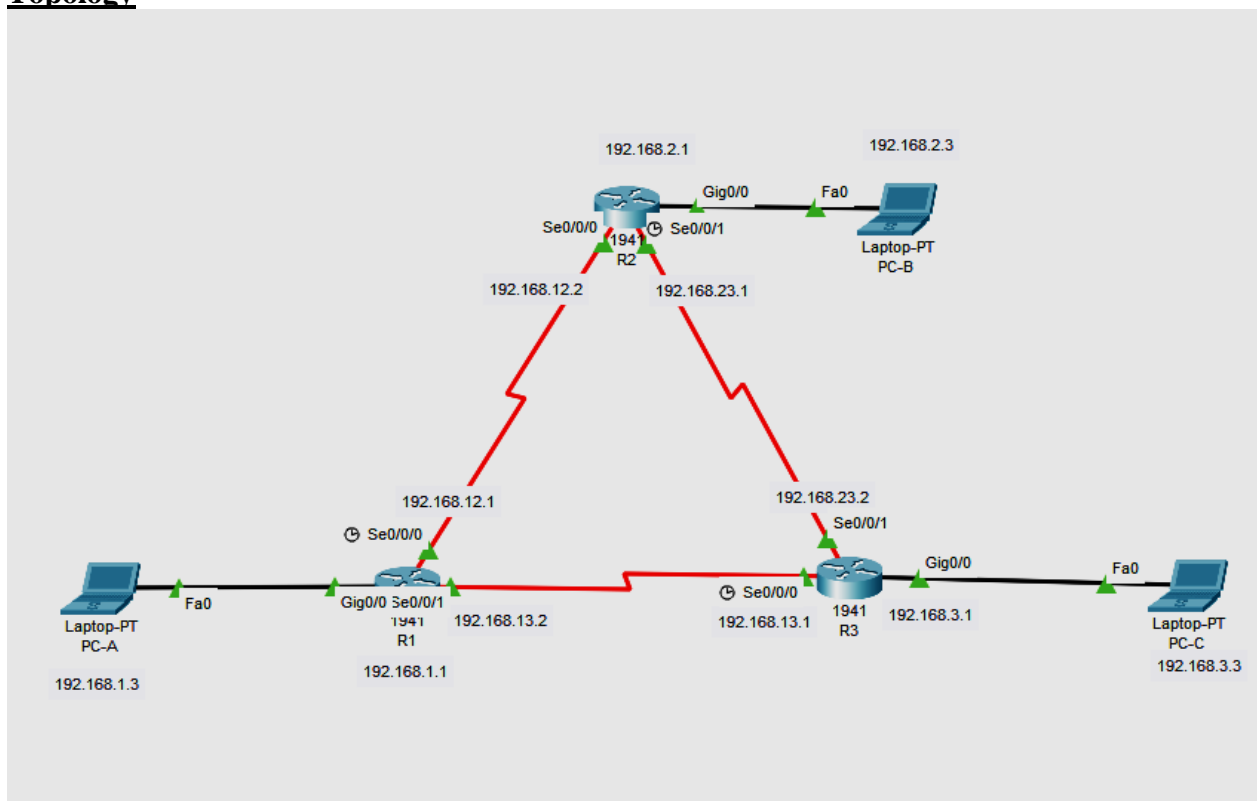 Topology
192.168.2.1
192.168.2.3
Gig0/0
Fa0
Se0/0/0
Se0/0/1
1941
R2
Laptop-PT
PC-B
192.168.12.2
192.168.23.1
192.168.12.1
192.168.23.2
Se0/0/0
Se0/0/1
Fa0
Gig0/0
Se0/0/1
192.168.13.2
Laptop-PT
PC-A
1941
R1
192.168.1.1
192.168.1.3
Se0/0/0
192.168.13.1
Gig0/0
192.168.3.1
1941
R3
Fa0
Laptop-PT
PC-C
192.168.3.3